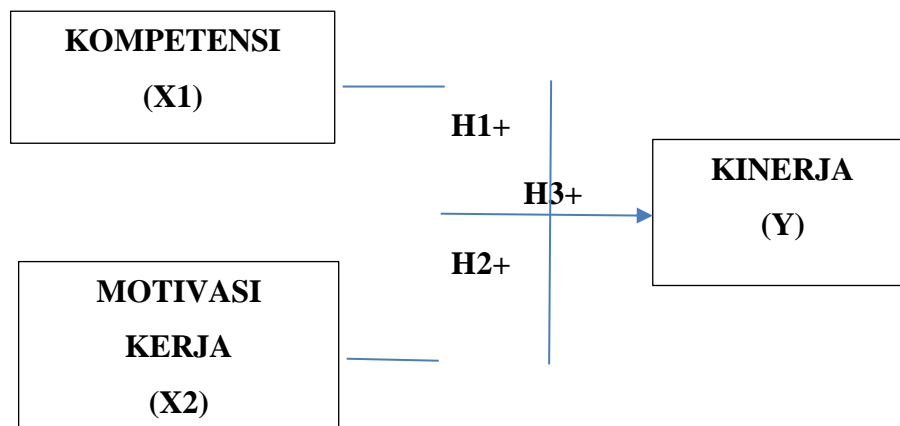 KOMPETENSI
(X1)
H1+
H3+
KINERJA
(Y)
H2+
MOTIVASI
KERJA
(X2)